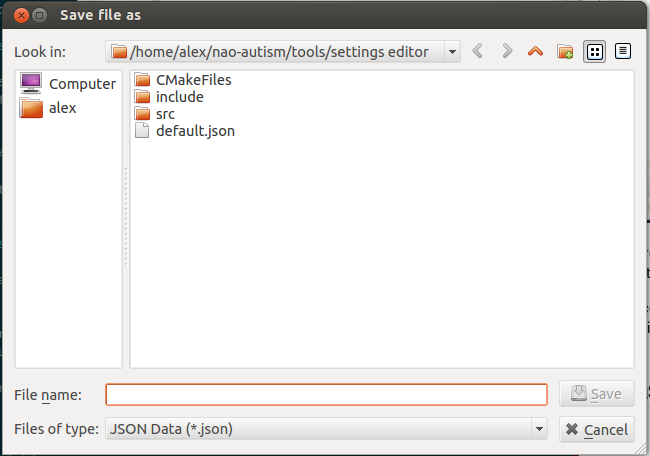 Save file as
Look in: /home/alex/nao-autism/tools/settings editor
Computer
alex
CMakeFiles
include
src
default.json
File name: Save
Files of type: JSON Data (*.json) Cancel